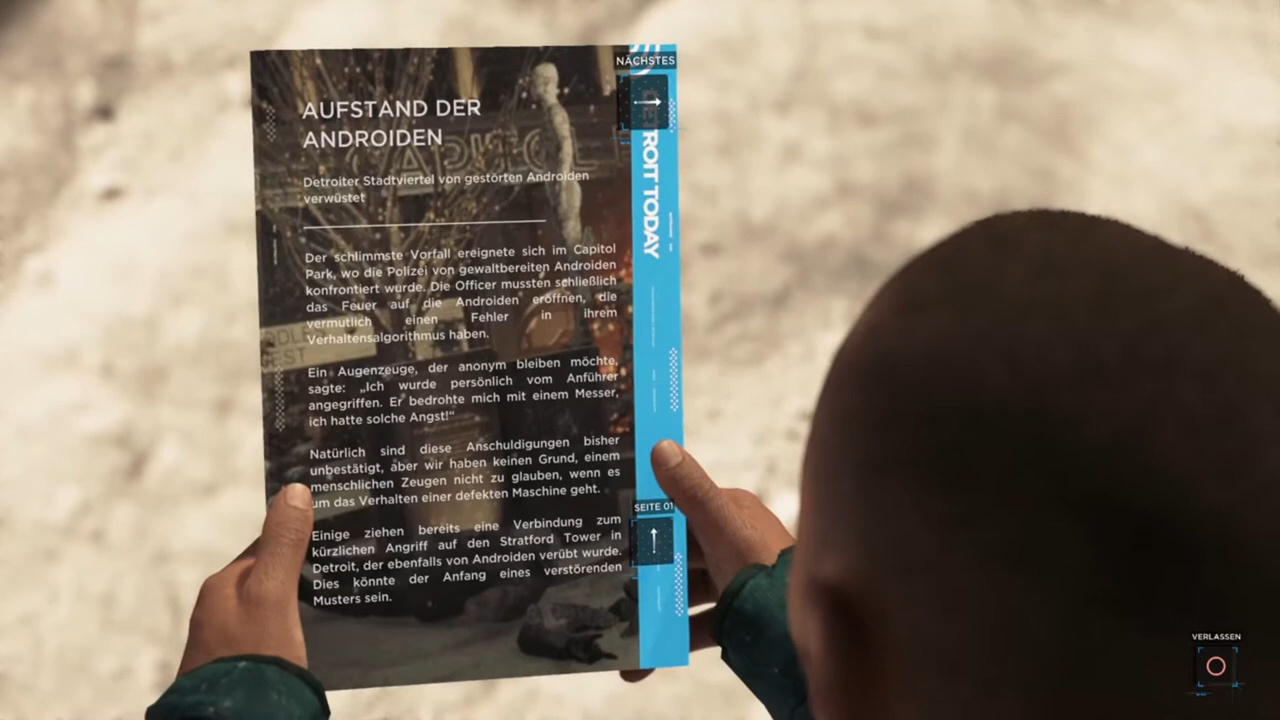 AUFSTAND DER
ANDROIDEN
Detroiter Stadtviertel von gestörten Androiden
verwüstet
Der schlimmste Vorfall ereignete sich im Capitol
Park, wo die Polizei von gewaltbereiten Androiden
konfrontiert wurde. Die Officer mussten schließlich
das Feuer auf die Androiden eröffnen, die
vermutlich einen Fehler in ihrem
Verhaltensalgorithmus haben.
Ein Augenzeuge, der anonym bleiben möchte,
sagte: „Ich wurde persönlich vom Anführer
angegriffen. Er bedrohte mich mit einem Messer,
ich hatte solche Angst!“
Natürlich sind diese Anschuldigungen bisher
unbestätigt, aber wir haben keinen Grund, einem
menschlichen Zeugen nicht zu glauben, wenn es
um das Verhalten einer defekten Maschine geht.
Einige ziehen bereits eine Verbindung zum
kürzlichen Angriff auf den Stratford Tower in
Detroit, der ebenfalls von Androiden verübt wurde.
Dies könnte der Anfang eines verstörenden
Musters sein.
CAPITOL
NÄCHSTES
DETROIT TODAY
SEITE 01
VERLASSEN